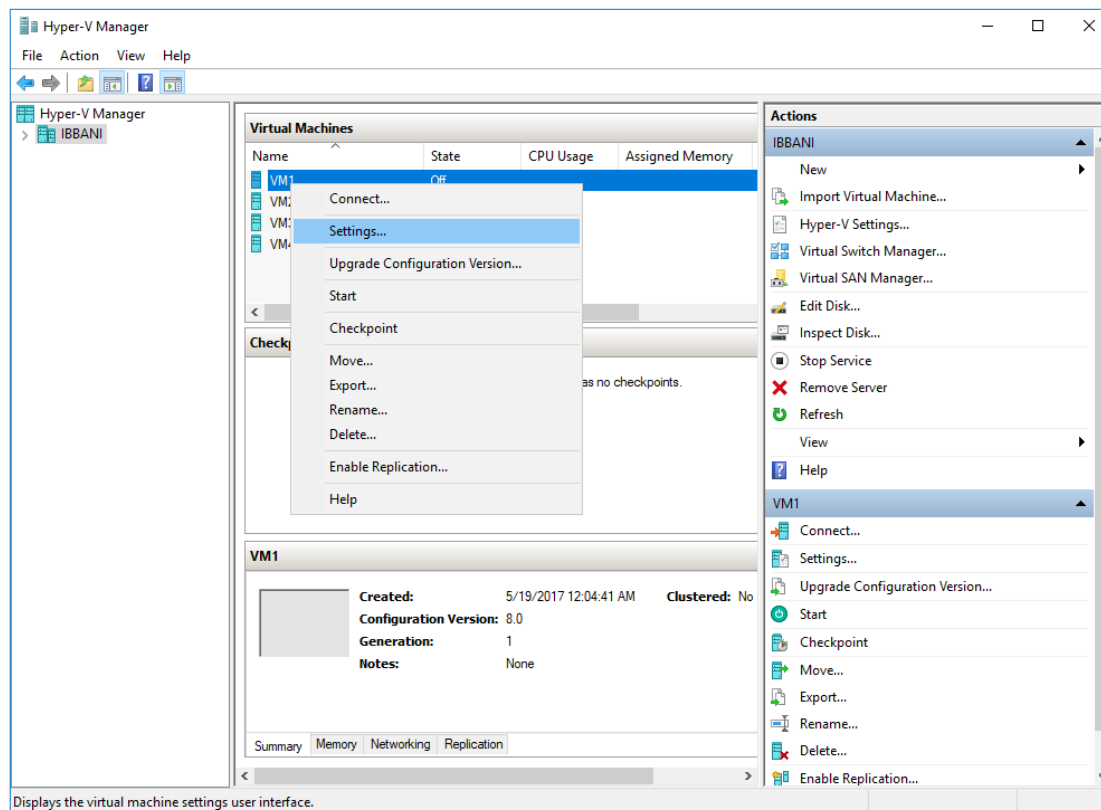 Hyper-V Manager
File Action View Help
Hyper-V Manager
IBBANI
Virtual Machines
Name State CPU Usage Assigned Memory
VM1 Off
VM2
VM3
VM4
Connect...
Settings...
Upgrade Configuration Version...
Start
Checkpoint
Move...
Export...
Rename...
Delete...
Enable Replication...
Help
Check
as no checkpoints.
VM1
Created: 5/19/2017 12:04:41 AM Clustered: No
Configuration Version: 8.0
Generation: 1
Notes: None
Summary Memory Networking Replication
Actions
IBBANI
New
Import Virtual Machine...
Hyper-V Settings...
Virtual Switch Manager...
Virtual SAN Manager...
Edit Disk...
Inspect Disk...
Stop Service
Remove Server
Refresh
View
Help
VM1
Connect...
Settings...
Upgrade Configuration Version...
Start
Checkpoint
Move...
Export...
Rename...
Delete...
Enable Replication...
Displays the virtual machine settings user interface.